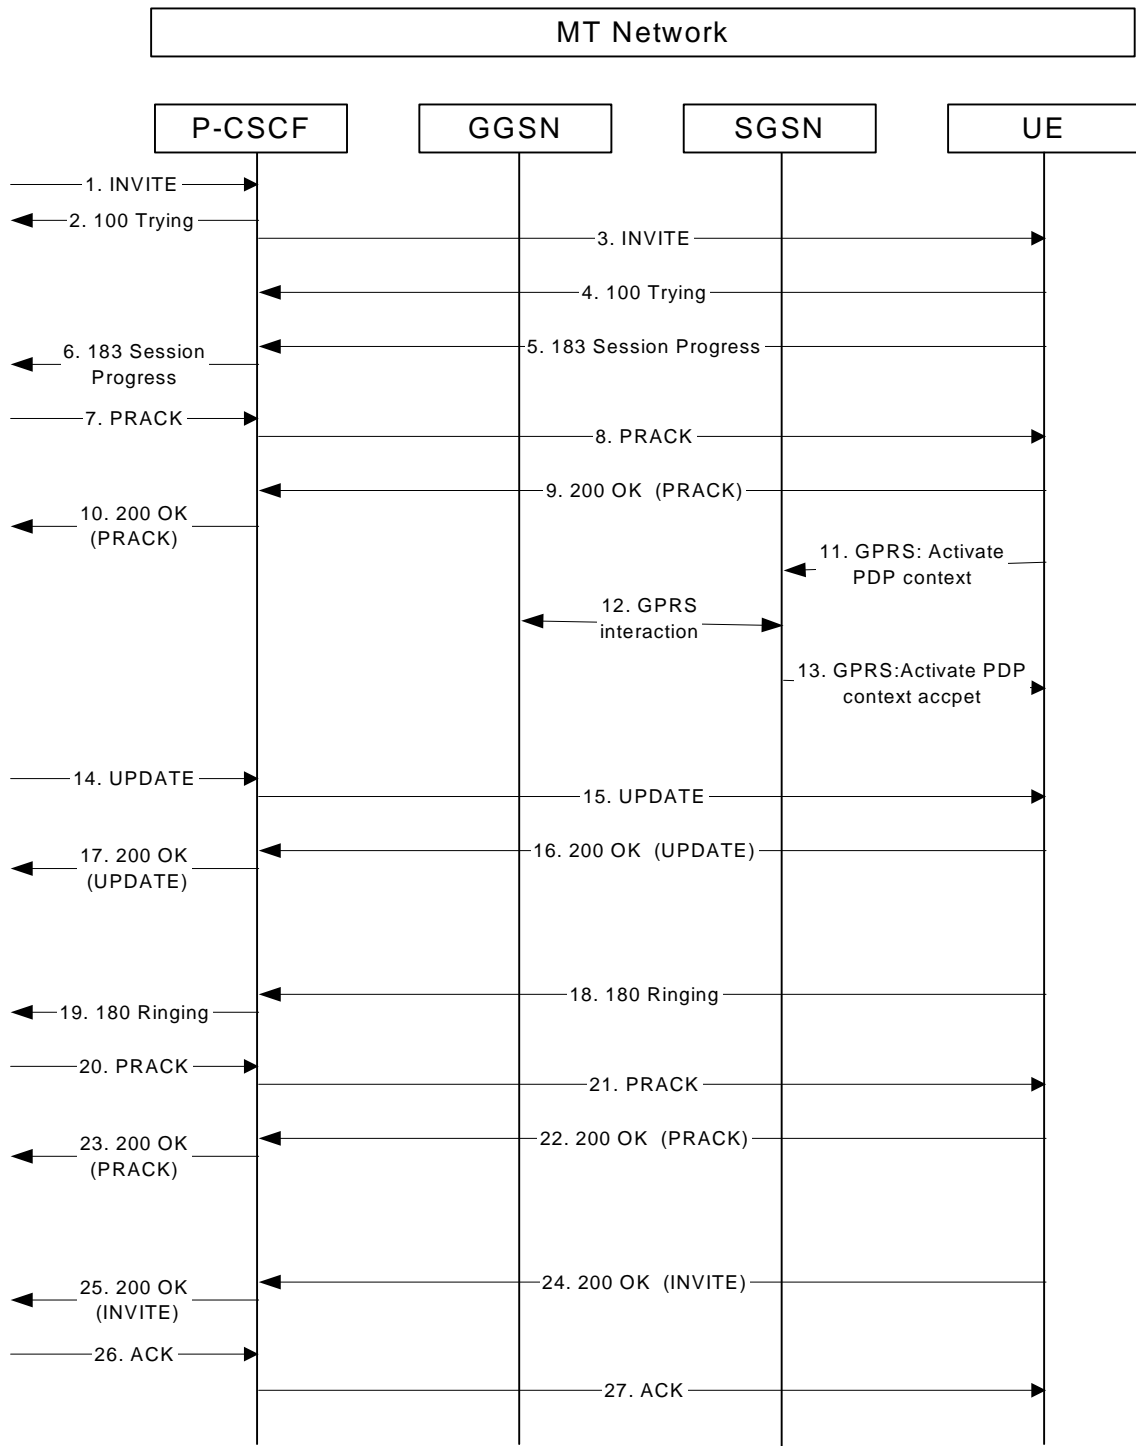 MT Network
P-CSCF
GGSN
SGSN
UE
1. INVITE
2. 100 Trying
3. INVITE
4. 100 Trying
5. 183 Session Progress
6. 183 Session
Progress
7. PRACK
8. PRACK
9. 200 OK (PRACK)
10. 200 OK
(PRACK)
11. GPRS: Activate
PDP context
12. GPRS
interaction
13. GPRS:Activate PDP
context accpet
14. UPDATE
15. UPDATE
16. 200 OK (UPDATE)
17. 200 OK
(UPDATE)
18. 180 Ringing
19. 180 Ringing
20. PRACK
21. PRACK
22. 200 OK (PRACK)
23. 200 OK
(PRACK)
24. 200 OK (INVITE)
25. 200 OK
(INVITE)
26. ACK
27. ACK